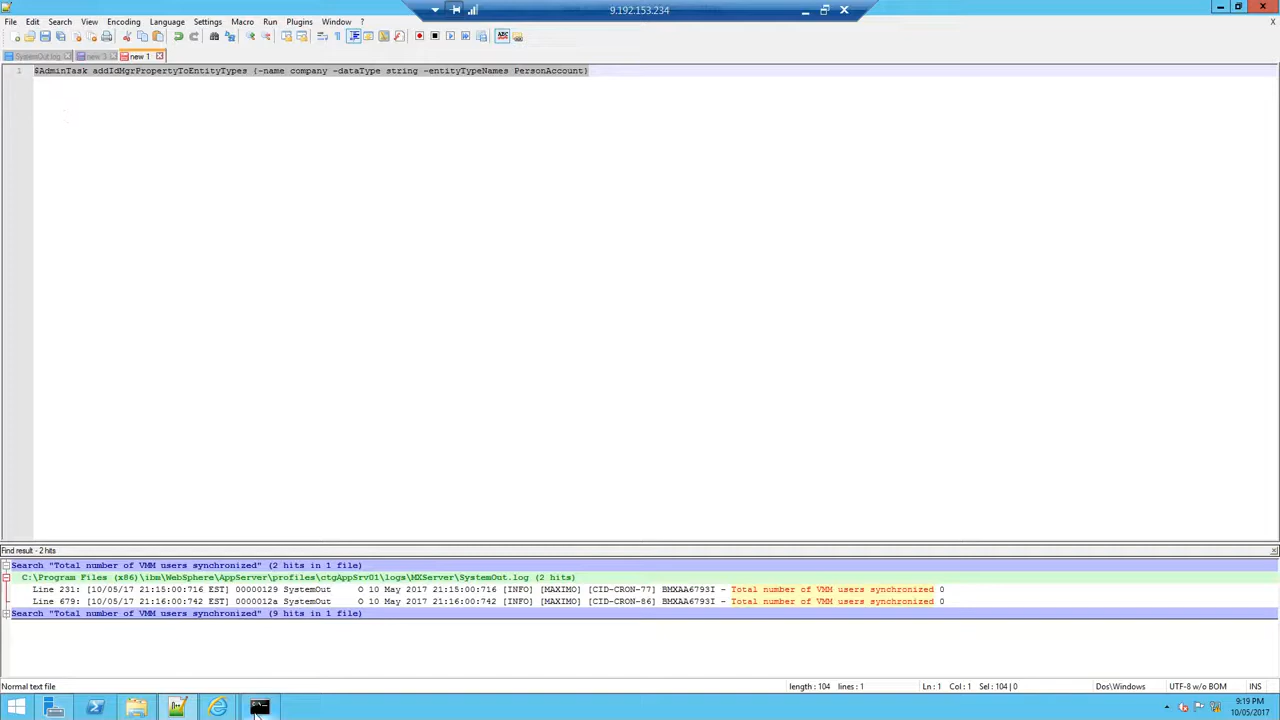 9.192.153.234
File Edit Search View Encoding Language Settings Macro Run Plugins Window ?
SystemOut.log new 3 new 1
1 $AdminTask addIdMgrPropertyToEntityTypes {-name company -dataType string -entityTypeNames PersonAccount}
Find result - 2 hits
Search "Total number of VMM users synchronized" (2 hits in 1 file)
C:\Program Files (x86)\ibm\WebSphere\AppServer\profiles\ctgAppSrv01\logs\MXServer\SystemOut.log (2 hits)
Line 231: [10/05/17 21:15:00:716 EST] 00000129 SystemOut O 10 May 2017 21:15:00:716 [INFO] [MAXIMO] [CID-CRON-77] BMXAA6793I - Total number of VMM users synchronized 0
Line 679: [10/05/17 21:16:00:742 EST] 0000012a SystemOut O 10 May 2017 21:16:00:742 [INFO] [MAXIMO] [CID-CRON-86] BMXAA6793I - Total number of VMM users synchronized 0
Search "Total number of VMM users synchronized" (9 hits in 1 file)
Normal text file length : 104 lines : 1 Ln : 1 Col : 1 Sel : 104 | 0 Dos\Windows UTF-8 w/o BOM INS
9:19 PM
10/05/2017